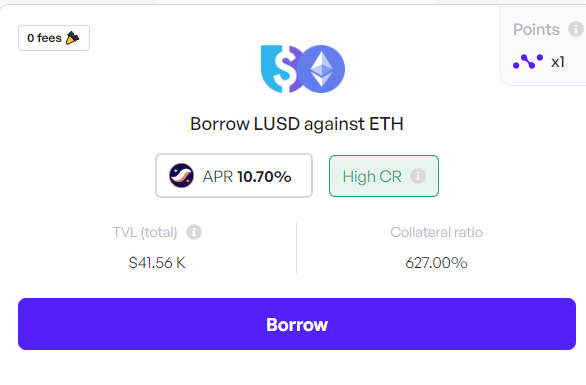 0 fees
Points
x1
Borrow LUSD against ETH
APR 10.70%
High CR
TVL (total)
Collateral ratio
$41.56 K
627.00%
Borrow